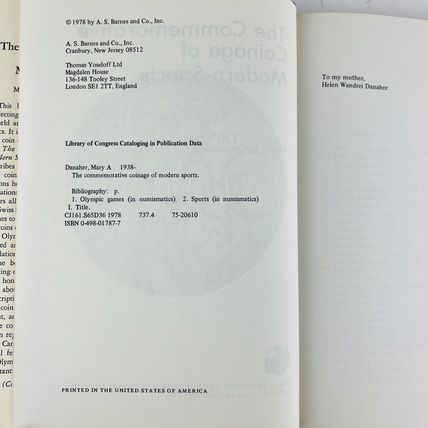 © 1978 by A. S. Barnes and Co., Inc.
A. S. Barnes and Co., Inc.
Cranbury, New Jersey 08512
Thomas Yoseloff Ltd
Magdalen House
136-148 Tooley Street
London SE1 2TT, England
Library of Congress Cataloging in Publication Data
Danaher, Mary A 1938-
The commemorative coinage of modern sports.
Bibliography: p.
1. Olympic games (in numismatics) 2. Sports (in numismatics)
I. Title.
CJ161.S65D36 1978 737.4 75-20610
ISBN 0-498-01787-7
PRINTED IN THE UNITED STATES OF AMERICA
To my mother,
Helen Wandrei Danaher